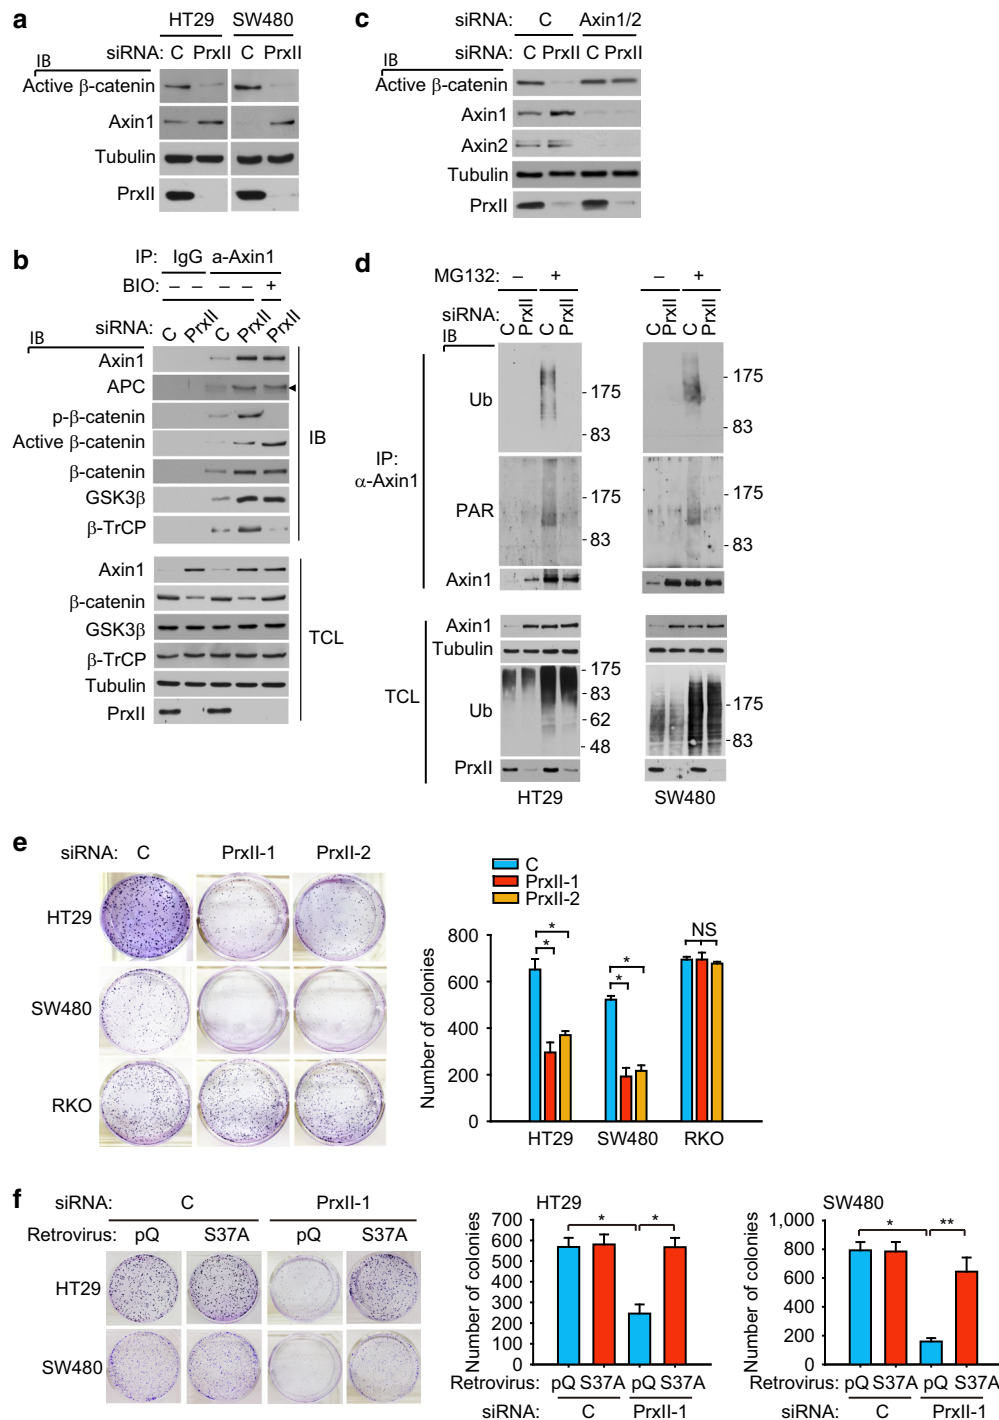 a
HT29 SW480
siRNA: C PrxII C PrxII
IB
Active β-catenin
Axin1
Tubulin
PrxII
c
siRNA: C Axin1/2
siRNA: C PrxII C PrxII
IB
Active β-catenin
Axin1
Axin2
Tubulin
PrxII
b
IP: IgG a-Axin1
BIO: – – – – +
siRNA: C PrxII C PrxII PrxII
IB
Axin1
APC
p-β-catenin
Active β-catenin
β-catenin
GSK3β
β-TrCP
IB
Axin1
β-catenin
GSK3β
β-TrCP
Tubulin
PrxII
TCL
d
MG132: – + – +
siRNA: C PrxII C PrxII C PrxII C PrxII
IB
IP: α-Axin1
Ub
175
83
175
83
PAR
175
83
175
83
Axin1
TCL
Axin1
Tubulin
Ub
175
83
62
48
175
83
PrxII
HT29 SW480
e
siRNA: C PrxII-1 PrxII-2
HT29
SW480
RKO
C
PrxII-1
PrxII-2
Number of colonies
800
600
400
200
0
* * * * NS
HT29 SW480 RKO
f
siRNA: C PrxII-1
Retrovirus: pQ S37A pQ S37A
HT29
SW480
HT29
Number of colonies
700
600
500
400
300
200
100
0
* *
Retrovirus: pQ S37A pQ S37A
siRNA: C PrxII-1
SW480
Number of colonies
1,000
800
600
400
200
0
* **
Retrovirus: pQ S37A pQ S37A
siRNA: C PrxII-1